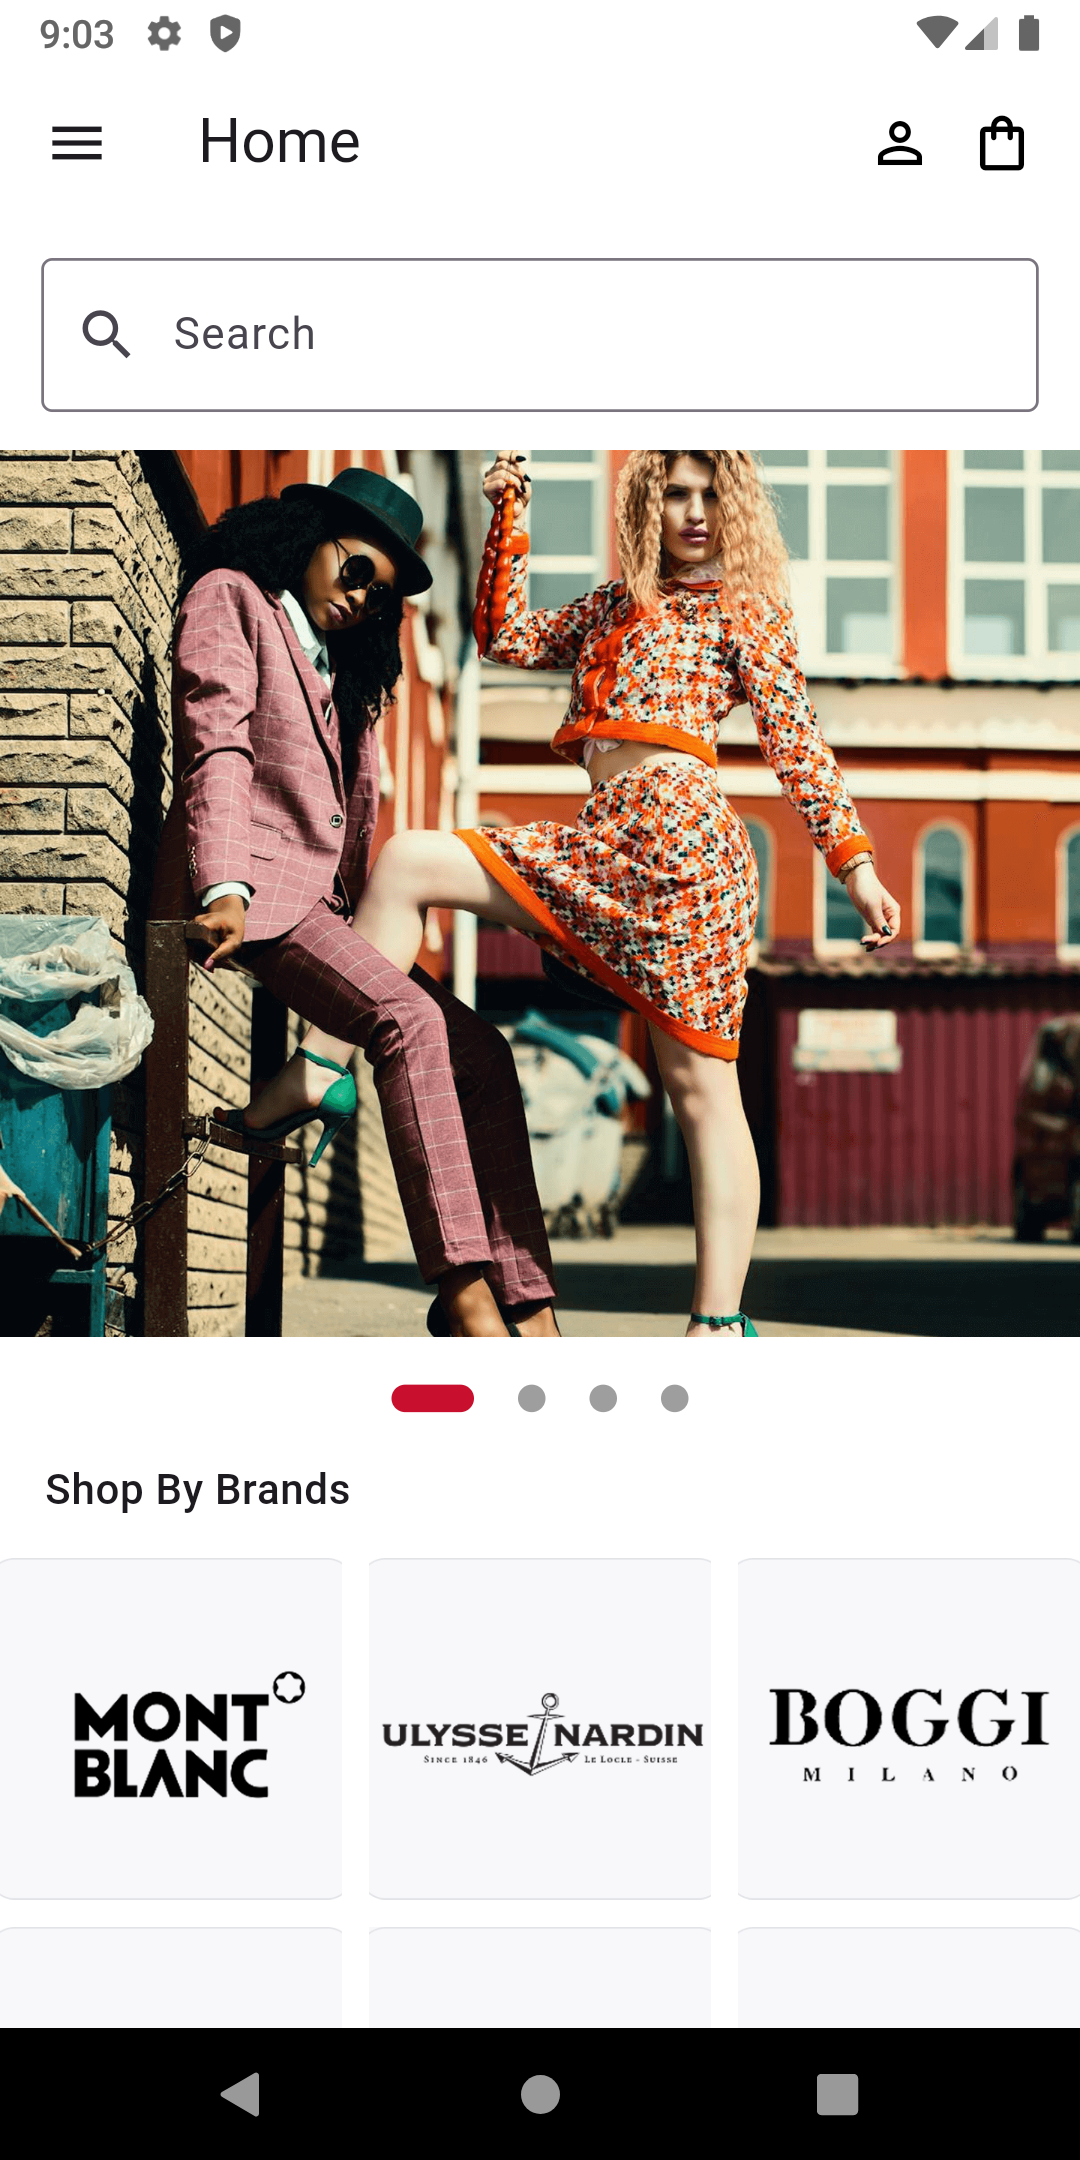 9:03
Home
Search
Shop By Brands
MONT
BLANC
ULYSSE NARDIN
SINCE 1846 LE LOCLE - SUISSE
BOGGI
MILANO